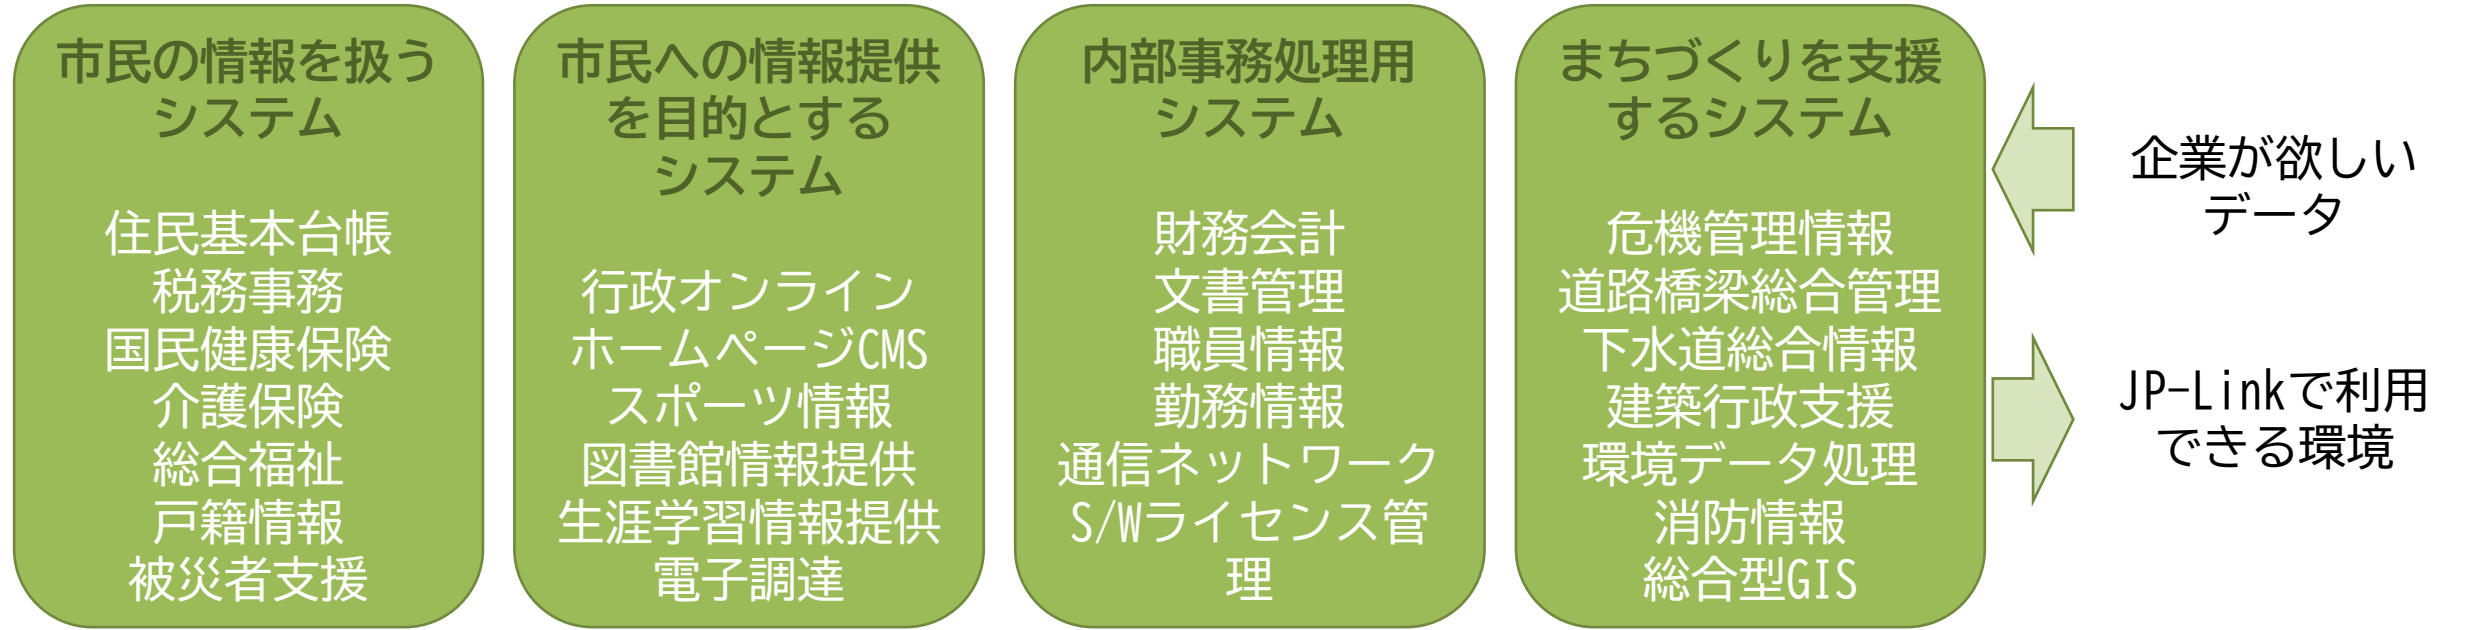 市民の情報を扱う
システム
住民基本台帳
税務事務
国民健康保険
介護保険
総合福祉
戸籍情報
被災者支援
市民への情報提供
を目的とする
システム
行政オンライン
ホームページCMS
スポーツ情報
図書館情報提供
生涯学習情報提供
電子調達
内部事務処理用
システム
財務会計
文書管理
職員情報
勤務情報
通信ネットワーク
S/Wライセンス管
理
まちづくりを支援
するシステム
危機管理情報
道路橋梁総合管理
下水道総合情報
建築行政支援
環境データ処理
消防情報
総合型GIS
企業が欲しい
データ
JP-Linkで利用
できる環境